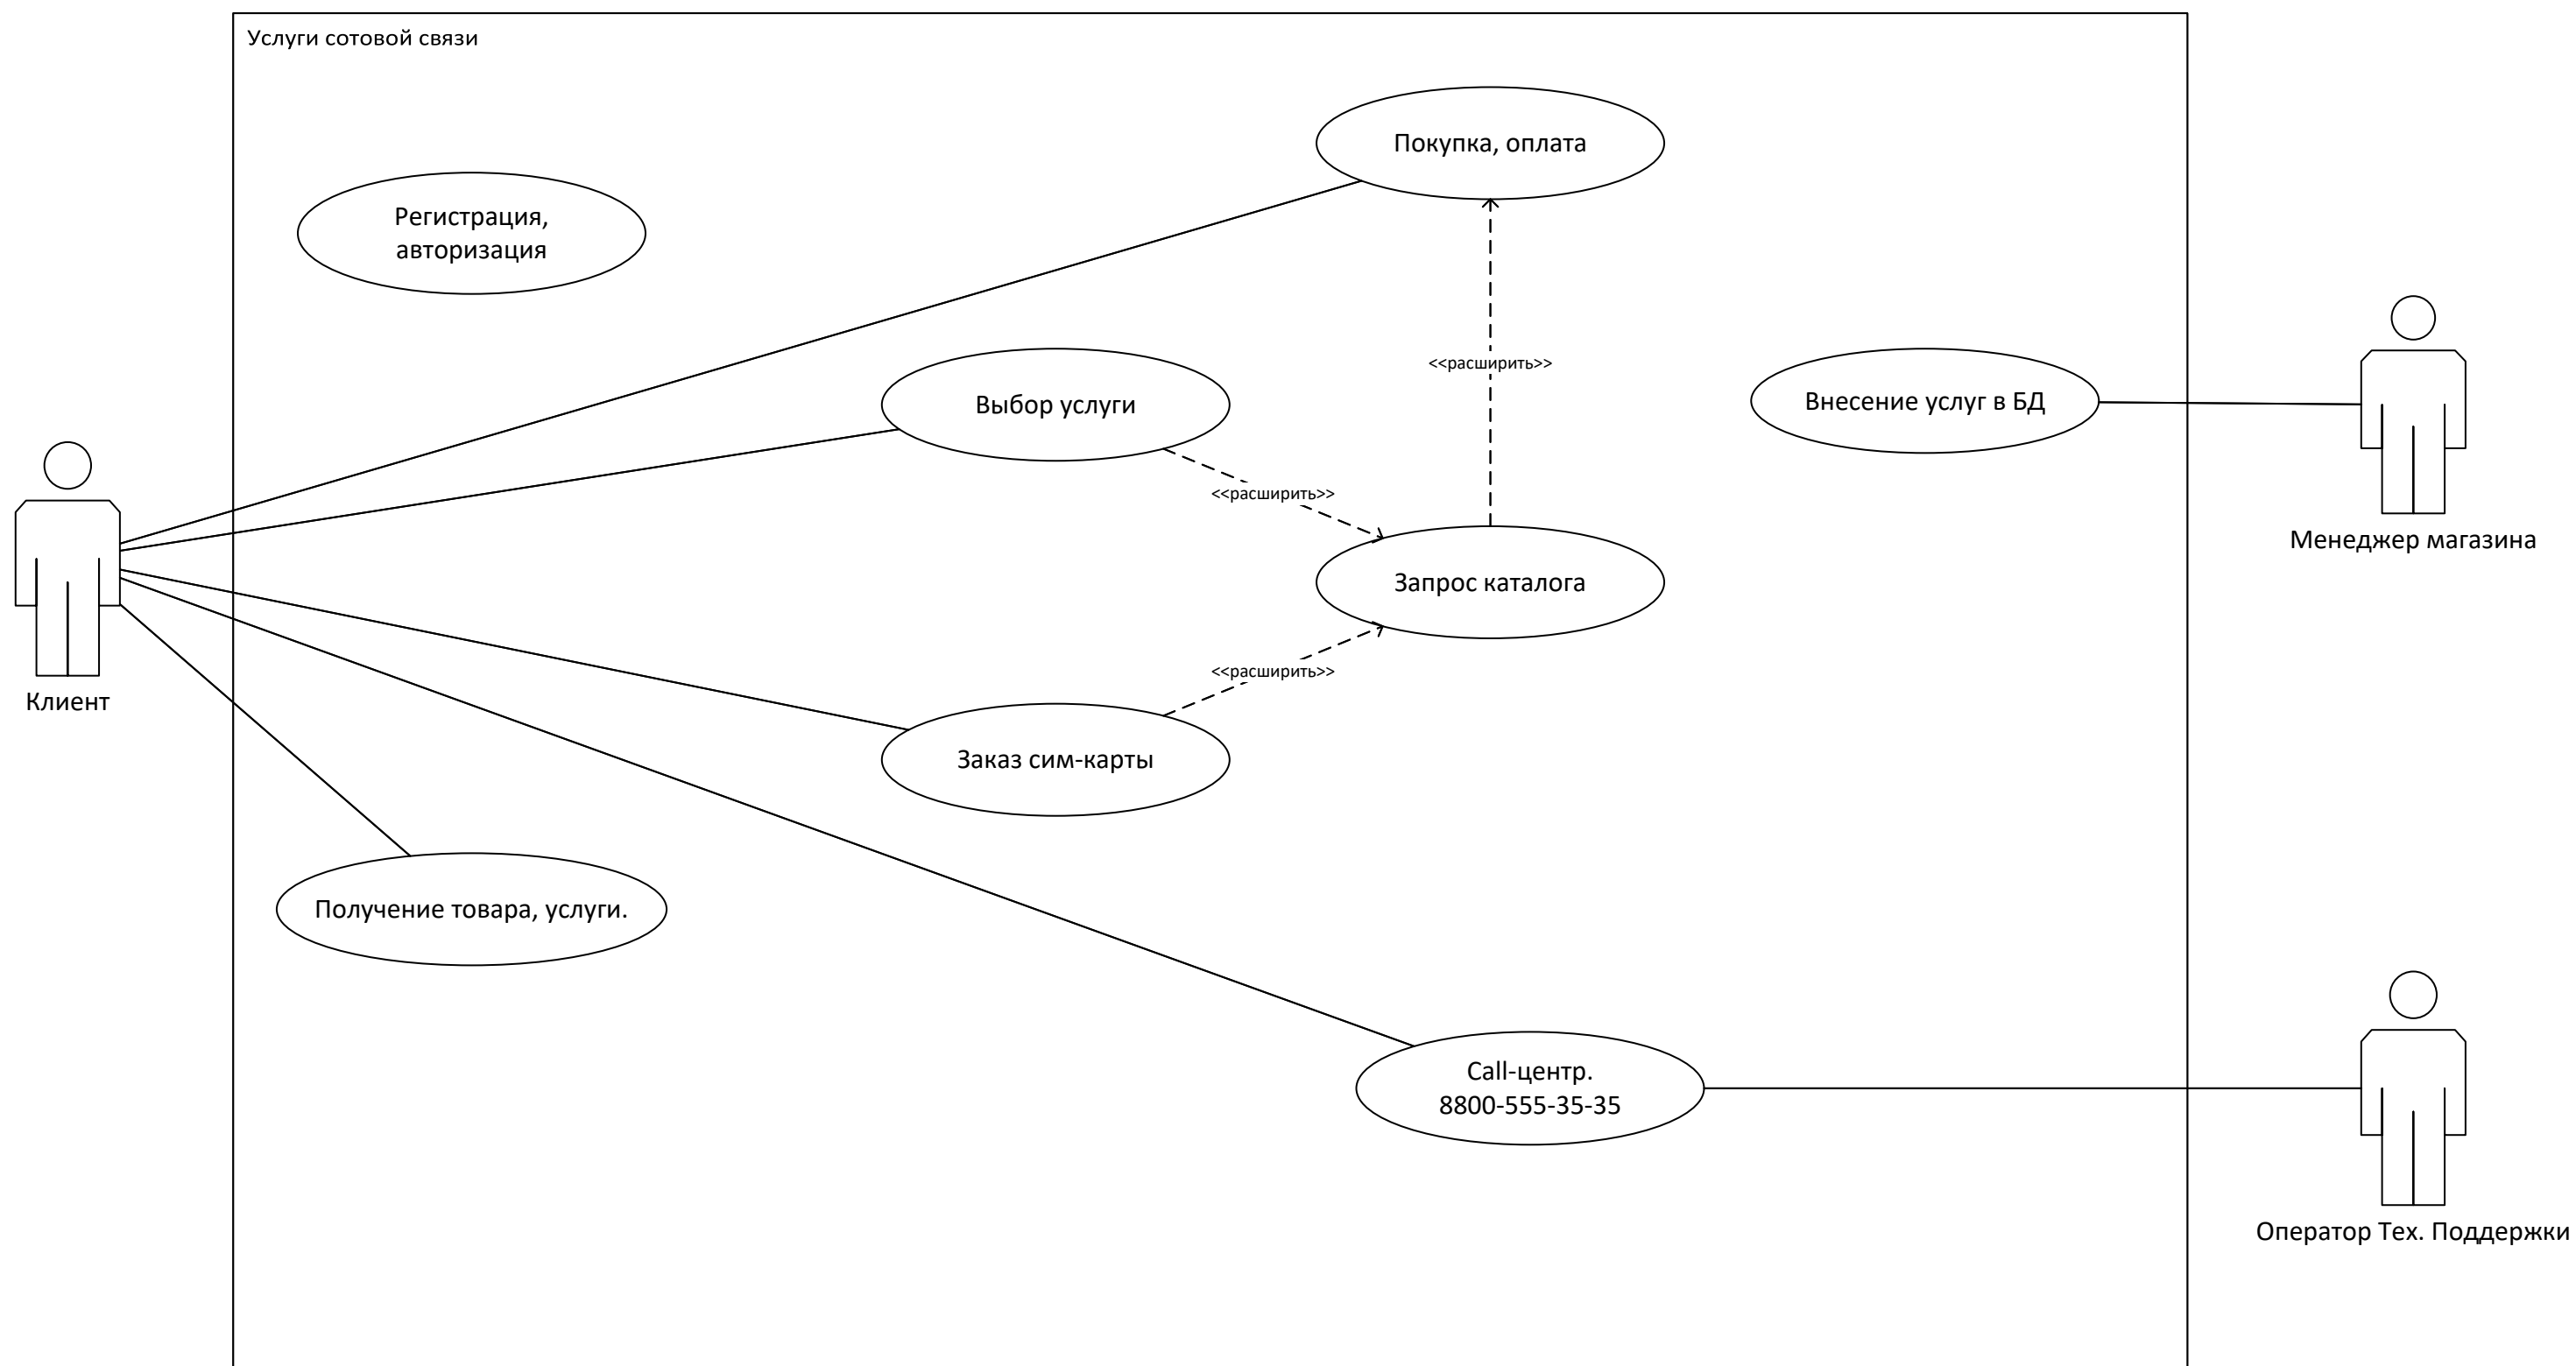 Услуги сотовой связи
Покупка, оплата
Регистрация,
авторизация
<<расширить>>
Выбор услуги
Внесение услуг в БД
<<расширить>>
Менеджер магазина
Запрос каталога
<<расширить>>
Клиент
Заказ сим-карты
Получение товара, услуги.
Call-центр.
8800-555-35-35
Оператор Тех. Поддержки